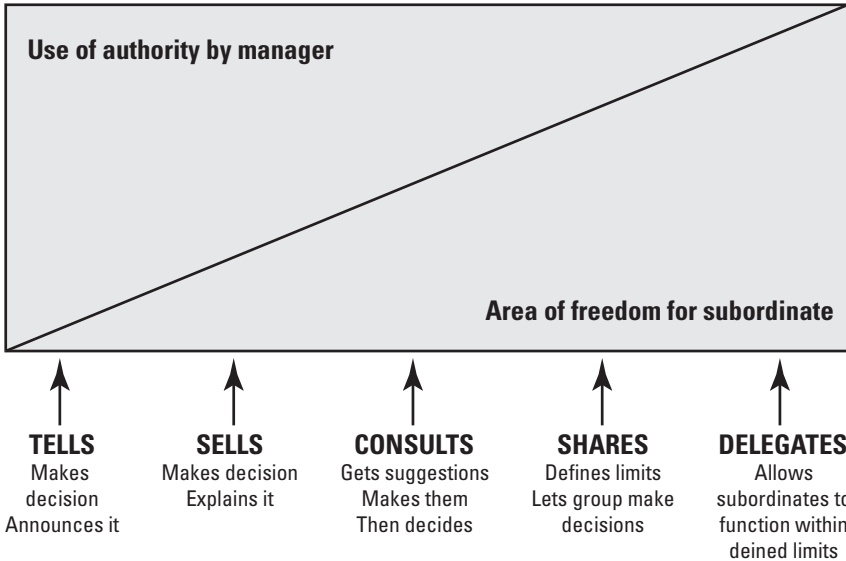 Use of authority by manager
Area of freedom for subordinate
TELLS
Makes
decision
Announces it
SELLS
Makes decision
Explains it
CONSULTS
Gets suggestions
Makes them
Then decides
SHARES
Defines limits
Lets group make
decisions
DELEGATES
Allows
subordinates to
function within
deined limits